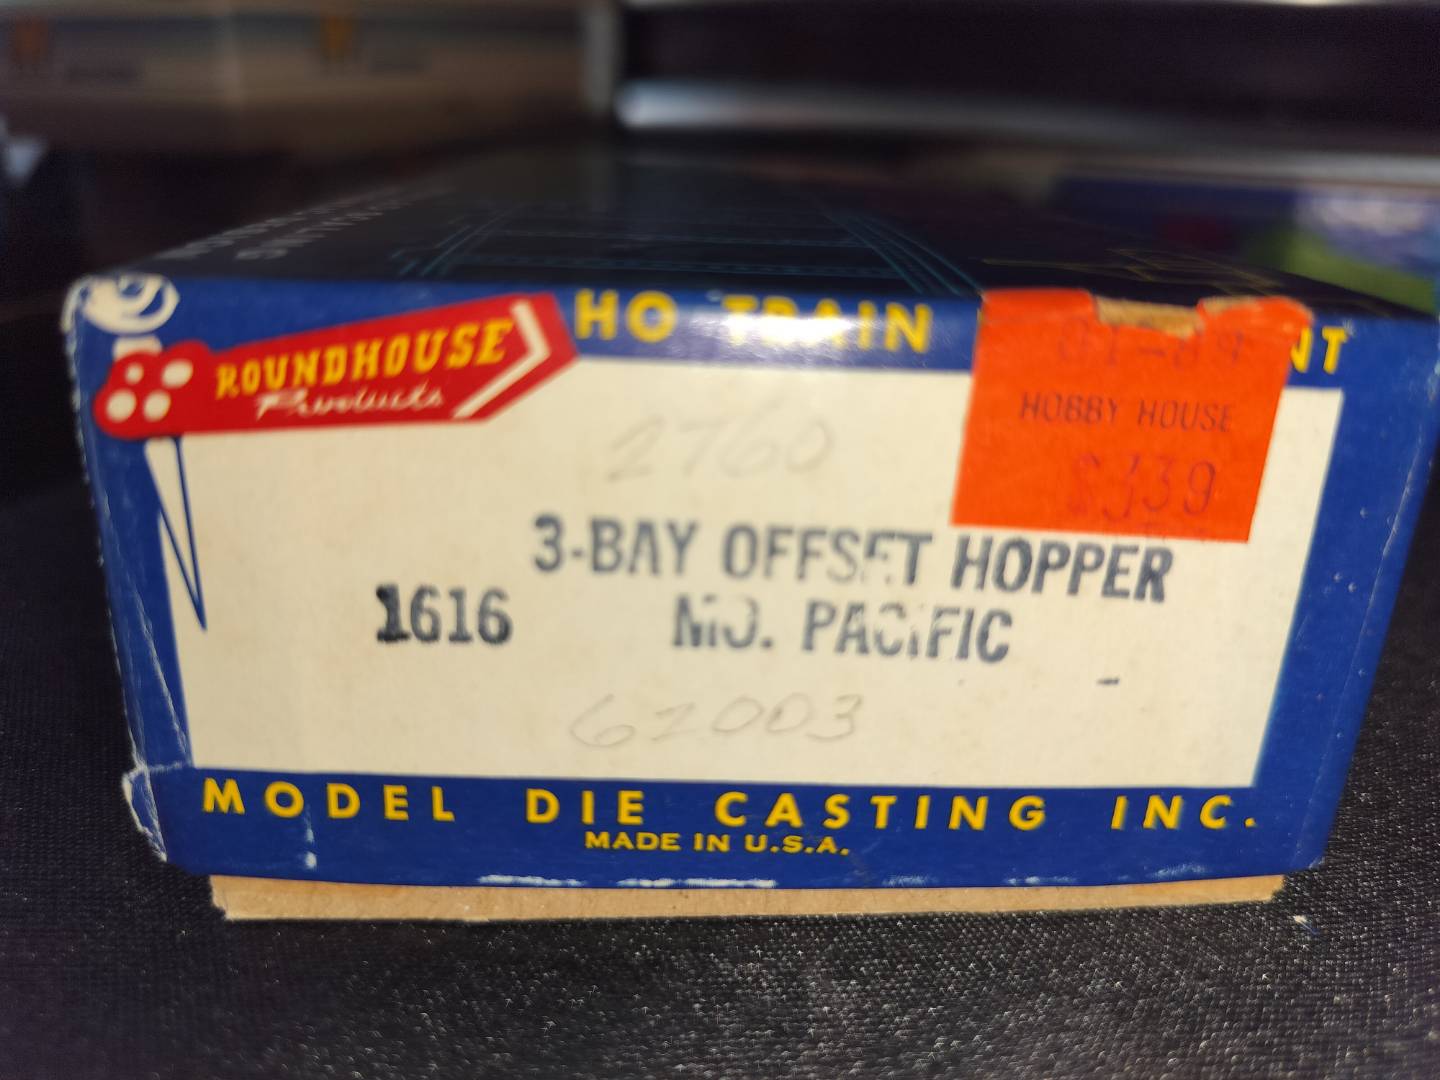 ROUNDHOUSE
Products
HO TRAIN
NT
HOBBY HOUSE
$339
2760
3-BAY OFFSET HOPPER
1616 MO. PACIFIC
62003
MODEL DIE CASTING INC.
MADE IN U.S.A.